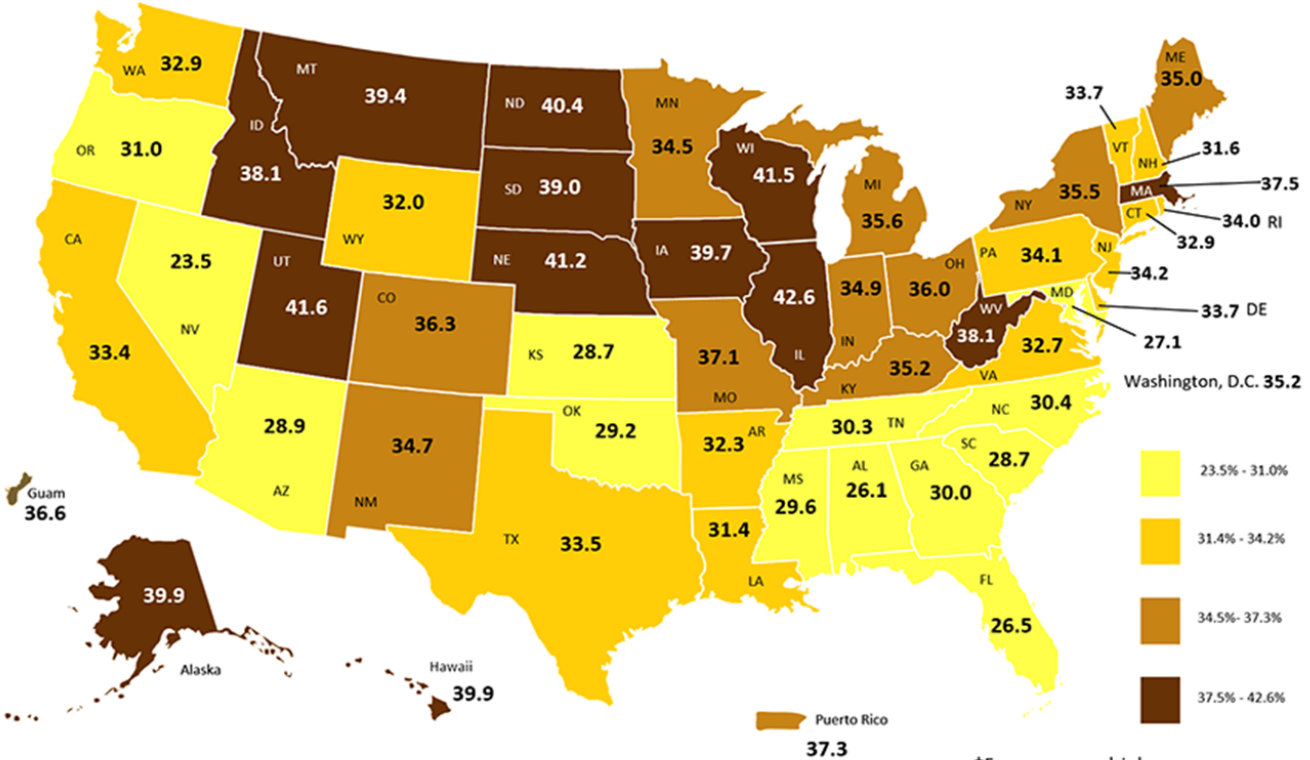 WA 32.9
MT
39.4
ND 40.4
MN
34.5
ME
35.0
33.7
VT
NH
31.6
OR 31.0
ID
38.1
SD 39.0
WI
41.5
MI
35.6
NY 35.5
MA
37.5
CT
32.9
34.0 RI
WY
32.0
IA 39.7
NE 41.2
PA 34.1
NJ
34.2
CA
33.4
NV
23.5
UT
41.6
CO
36.3
KS 28.7
MO
37.1
IL
42.6
IN
34.9
OH
36.0
WV
38.1
MD
27.1
33.7 DE
VA
32.7
KY 35.2
Washington, D.C. 35.2
AZ
28.9
NM
34.7
OK
29.2
AR
32.3
30.3 TN
NC 30.4
SC
28.7
MS
29.6
AL
26.1
GA
30.0
TX 33.5
LA
31.4
FL
26.5
Guam
36.6
39.9
Alaska
Hawaii
39.9
Puerto Rico
37.3
23.5% - 31.0%
31.4% - 34.2%
34.5%- 37.3%
37.5% - 42.6%